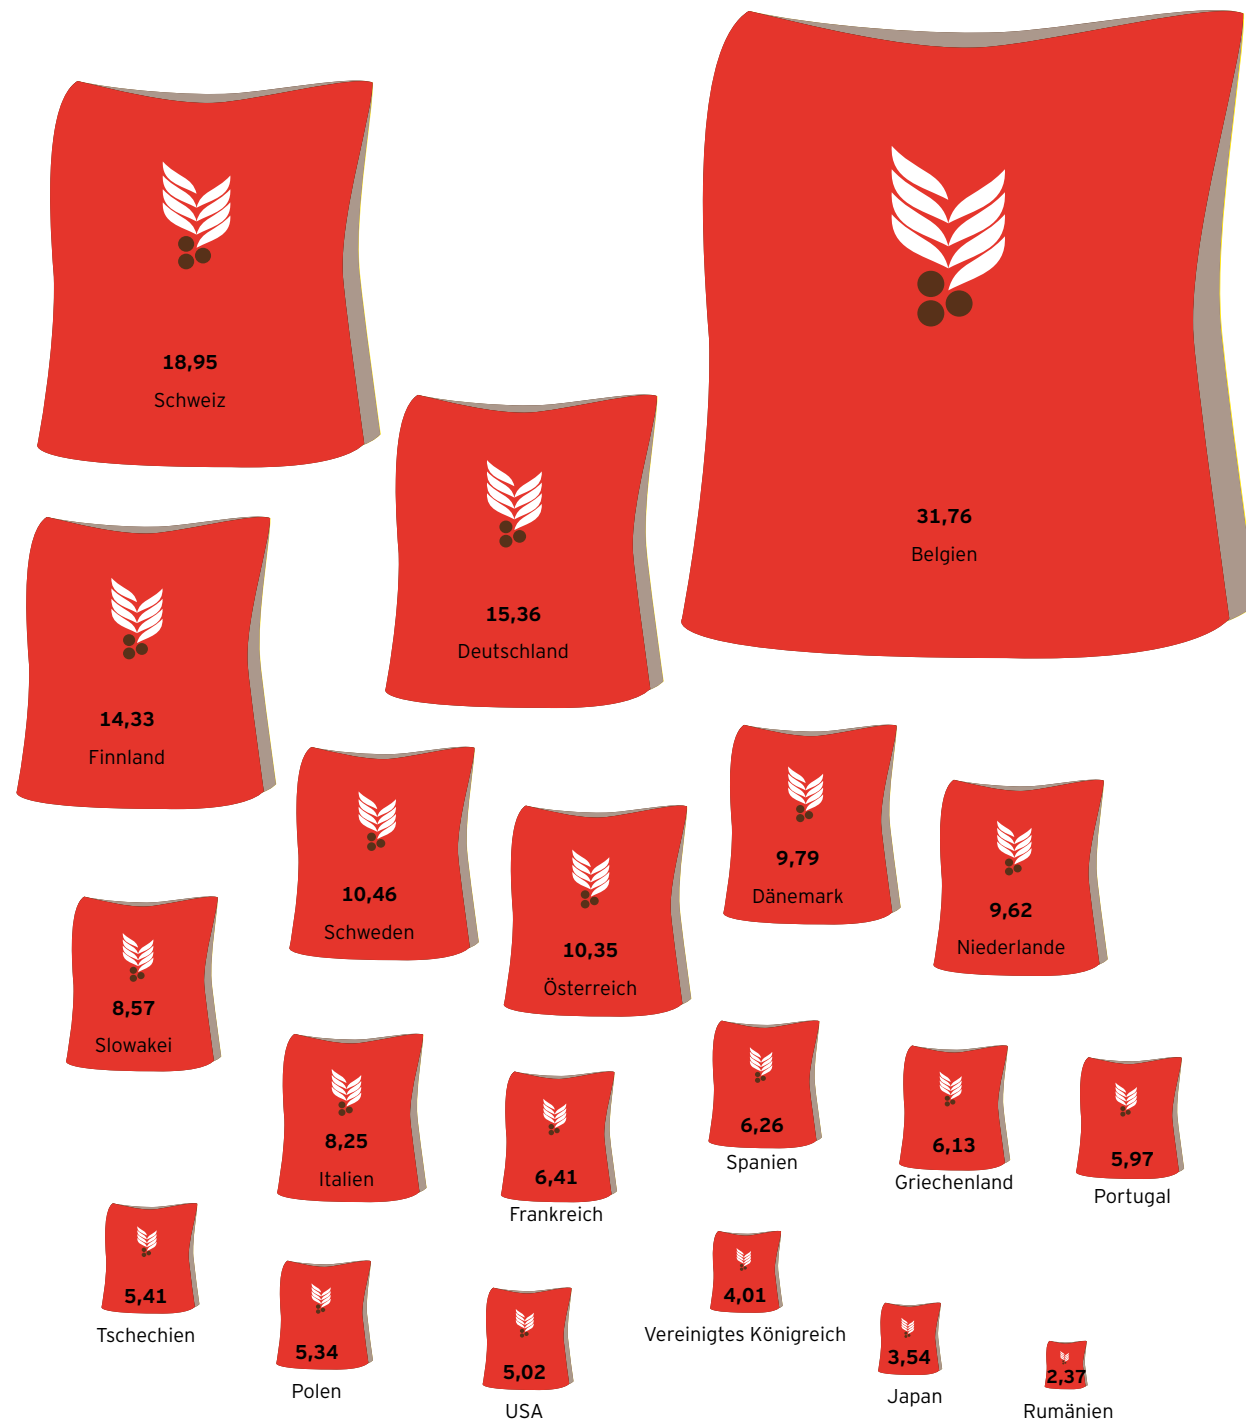 18,95
Schweiz
31,76
Belgien
15,36
Deutschland
14,33
Finnland
10,46
Schweden
10,35
Österreich
9,79
Dänemark
9,62
Niederlande
8,57
Slowakei
8,25
Italien
6,41
Frankreich
6,26
Spanien
6,13
Griechenland
5,97
Portugal
5,41
Tschechien
5,34
Polen
5,02
USA
4,01
Vereinigtes Königreich
3,54
Japan
2,37
Rumänien